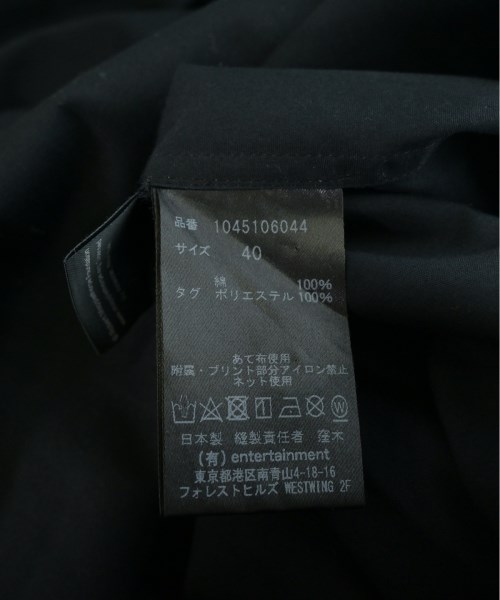 品番 1045106044
サイズ 40
綿 100%
タグ ポリエステル 100%
あて布使用
附属・プリント部分アイロン禁止
ネット使用
日本製 縫製責任者 窪木
(有) entertainment
東京都港区南青山4-18-16
フォレストヒルズ WESTWING 2F